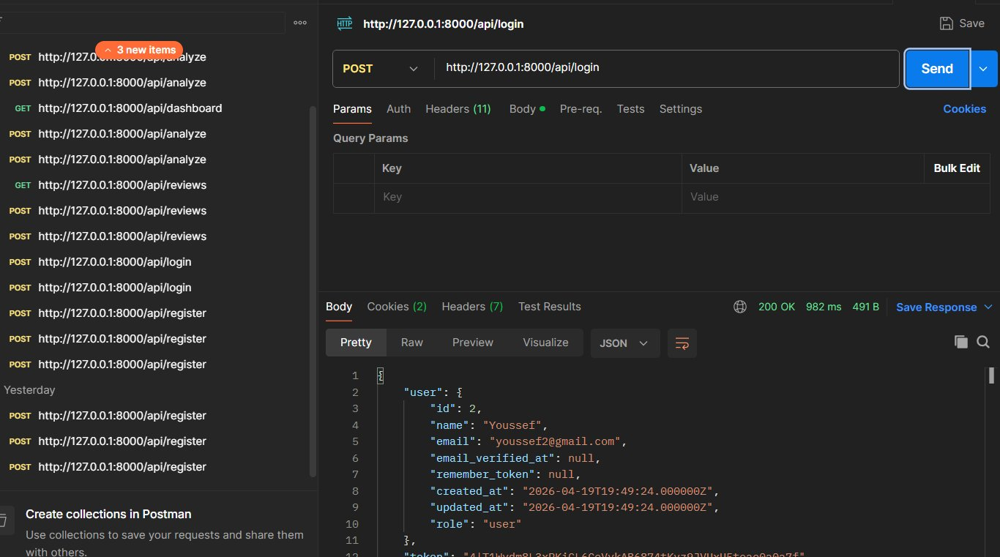 HTTP http://127.0.0.1:8000/api/login Save
3 new items
POST http://127.0.0.1:8000/api/analyze
POST http://127.0.0.1:8000/api/analyze
GET http://127.0.0.1:8000/api/dashboard
POST http://127.0.0.1:8000/api/analyze
POST http://127.0.0.1:8000/api/analyze
GET http://127.0.0.1:8000/api/reviews
POST http://127.0.0.1:8000/api/reviews
POST http://127.0.0.1:8000/api/reviews
POST http://127.0.0.1:8000/api/login
POST http://127.0.0.1:8000/api/login
POST http://127.0.0.1:8000/api/register
POST http://127.0.0.1:8000/api/register
POST http://127.0.0.1:8000/api/register
Yesterday
POST http://127.0.0.1:8000/api/register
POST http://127.0.0.1:8000/api/register
POST http://127.0.0.1:8000/api/register
Create collections in Postman
Use collections to save your requests and share them
with others.
POST http://127.0.0.1:8000/api/login Send
Params Auth Headers (11) Body Pre-req. Tests Settings Cookies
Query Params
Key Value Bulk Edit
Key Value
Body Cookies (2) Headers (7) Test Results 200 OK 982 ms 491 B Save Response
Pretty Raw Preview Visualize JSON
1 {
2 "user": {
3 "id": 2,
4 "name": "Youssef",
5 "email": "youssef2@gmail.com",
6 "email_verified_at": null,
7 "remember_token": null,
8 "created_at": "2026-04-19T19:49:24.000000Z",
9 "updated_at": "2026-04-19T19:49:24.000000Z",
10 "role": "user"
11 },
12 "token":